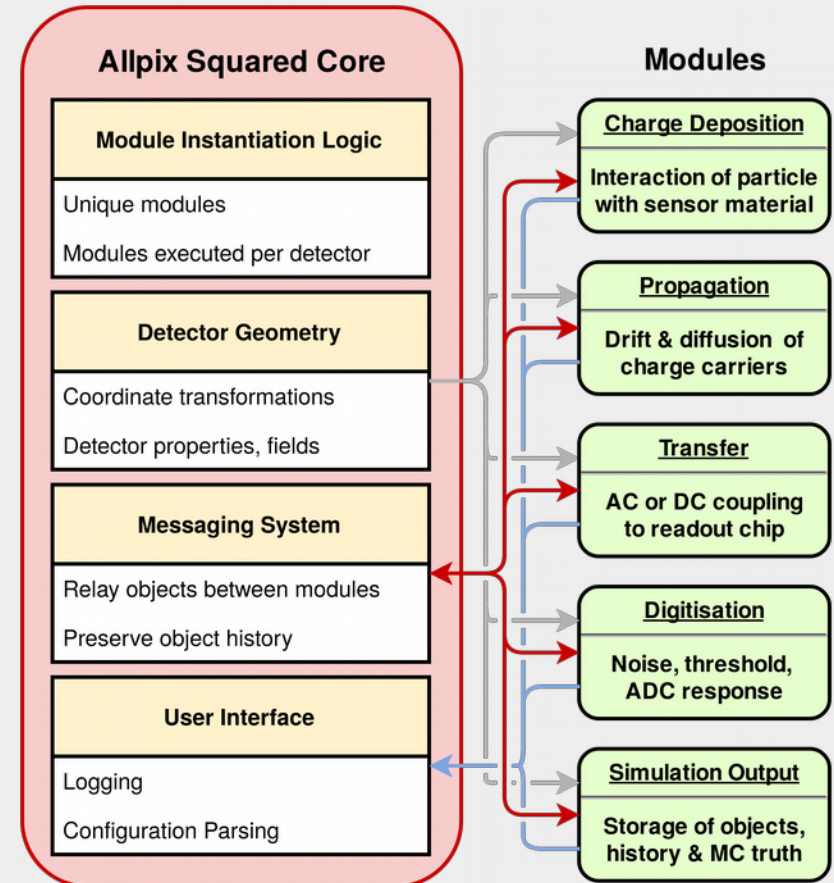 Allpix Squared Core
Module Instantiation Logic
Unique modules
Modules executed per detector
Detector Geometry
Coordinate transformations
Detector properties, fields
Messaging System
Relay objects between modules
Preserve object history
User Interface
Logging
Configuration Parsing
Modules
Charge Deposition
Interaction of particle
with sensor material
Propagation
Drift & diffusion of
charge carriers
Transfer
AC or DC coupling
to readout chip
Digitisation
Noise, threshold,
ADC response
Simulation Output
Storage of objects,
history & MC truth